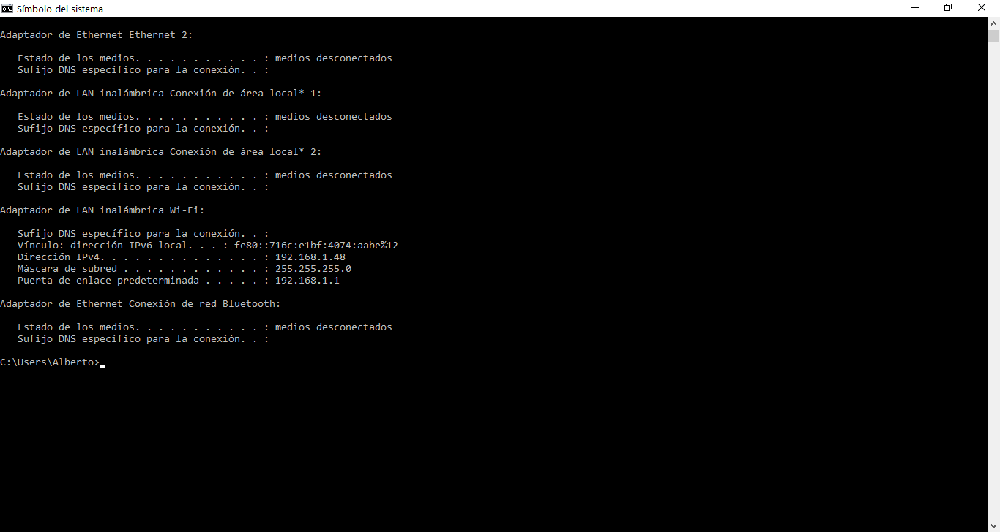 Símbolo del sistema
Adaptador de Ethernet Ethernet 2:
Estado de los medios. . . . . . . . . . . : medios desconectados
Sufijo DNS específico para la conexión. . :
Adaptador de LAN inalámbrica Conexión de área local* 1:
Estado de los medios. . . . . . . . . . . : medios desconectados
Sufijo DNS específico para la conexión. . :
Adaptador de LAN inalámbrica Conexión de área local* 2:
Estado de los medios. . . . . . . . . . . : medios desconectados
Sufijo DNS específico para la conexión. . :
Adaptador de LAN inalámbrica Wi-Fi:
Sufijo DNS específico para la conexión. . :
Vínculo: dirección IPv6 local. . . : fe80::716c:e1bf:4074:aabe%12
Dirección IPv4. . . . . . . . . . . . . . : 192.168.1.48
Máscara de subred . . . . . . . . . . . . : 255.255.255.0
Puerta de enlace predeterminada . . . . . : 192.168.1.1
Adaptador de Ethernet Conexión de red Bluetooth:
Estado de los medios. . . . . . . . . . . : medios desconectados
Sufijo DNS específico para la conexión. . :
C:\Users\Alberto>